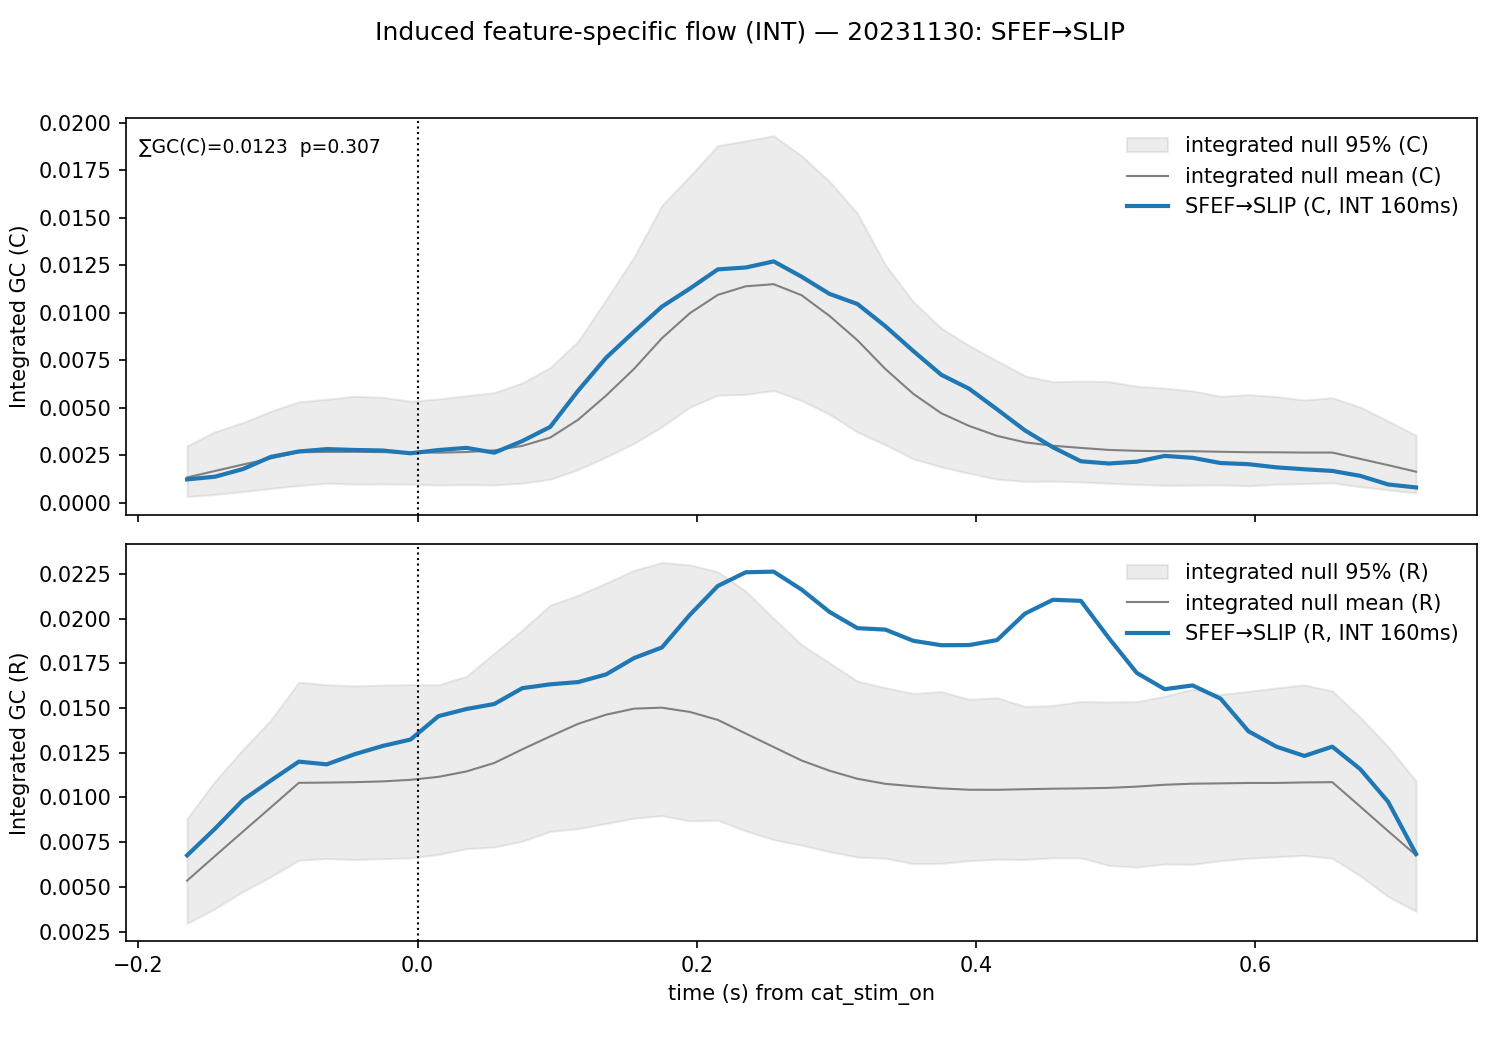 Induced feature-specific flow (INT) — 20231130: SFEF→SLIP
0.0200
0.0175
0.0150
0.0125
0.0100
0.0075
0.0050
0.0025
0.0000
Integrated GC (C)
∑GC(C)=0.0123  p=0.307
integrated null 95% (C)
integrated null mean (C)
SFEF→SLIP (C, INT 160ms)
0.0225
0.0200
0.0175
0.0150
0.0125
0.0100
0.0075
0.0050
0.0025
Integrated GC (R)
integrated null 95% (R)
integrated null mean (R)
SFEF→SLIP (R, INT 160ms)
−0.2
0.0
0.2
0.4
0.6
time (s) from cat_stim_on